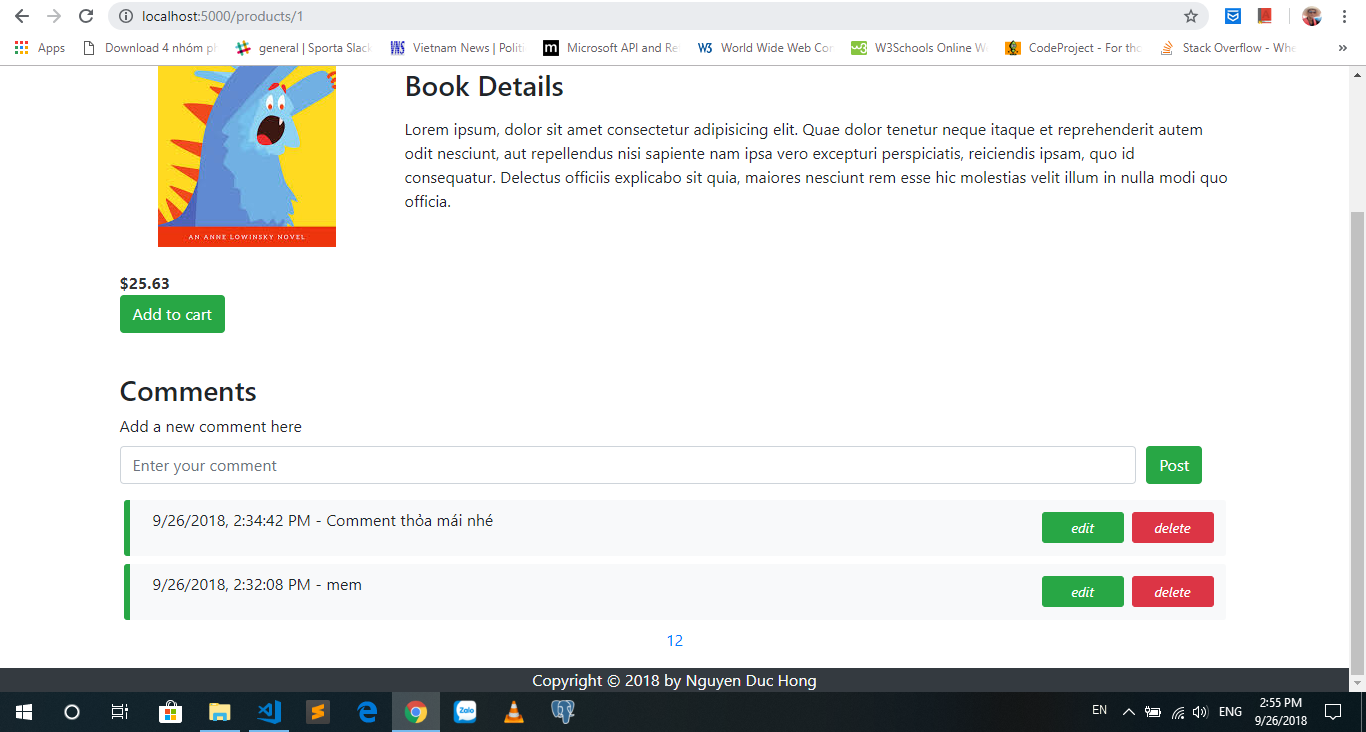 localhost:5000/products/1
Apps Download 4 nhóm general | Sporta Slack Vietnam News | Polit Microsoft API and Re World Wide Web Con W3Schools Online W CodeProject - For tho Stack Overflow - Whe »
Book Details
Lorem ipsum, dolor sit amet consectetur adipisicing elit. Quae dolor tenetur neque itaque et reprehenderit autem
odit nesciunt, aut repellendus nisi sapiente nam ipsa vero excepturi perspiciatis, reiciendis ipsam, quo id
consequatur. Delectus officiis explicabo sit quia, maiores nesciunt rem esse hic molestias velit illum in nulla modi quo
officia.
AN ANNE LOWINSKY NOVEL
$25.63
Add to cart
Comments
Add a new comment here
Enter your comment Post
9/26/2018, 2:34:42 PM - Comment thỏa mái nhé edit delete
9/26/2018, 2:32:08 PM - mem edit delete
12
Copyright © 2018 by Nguyen Duc Hong
EN ENG 2:55 PM
9/26/2018